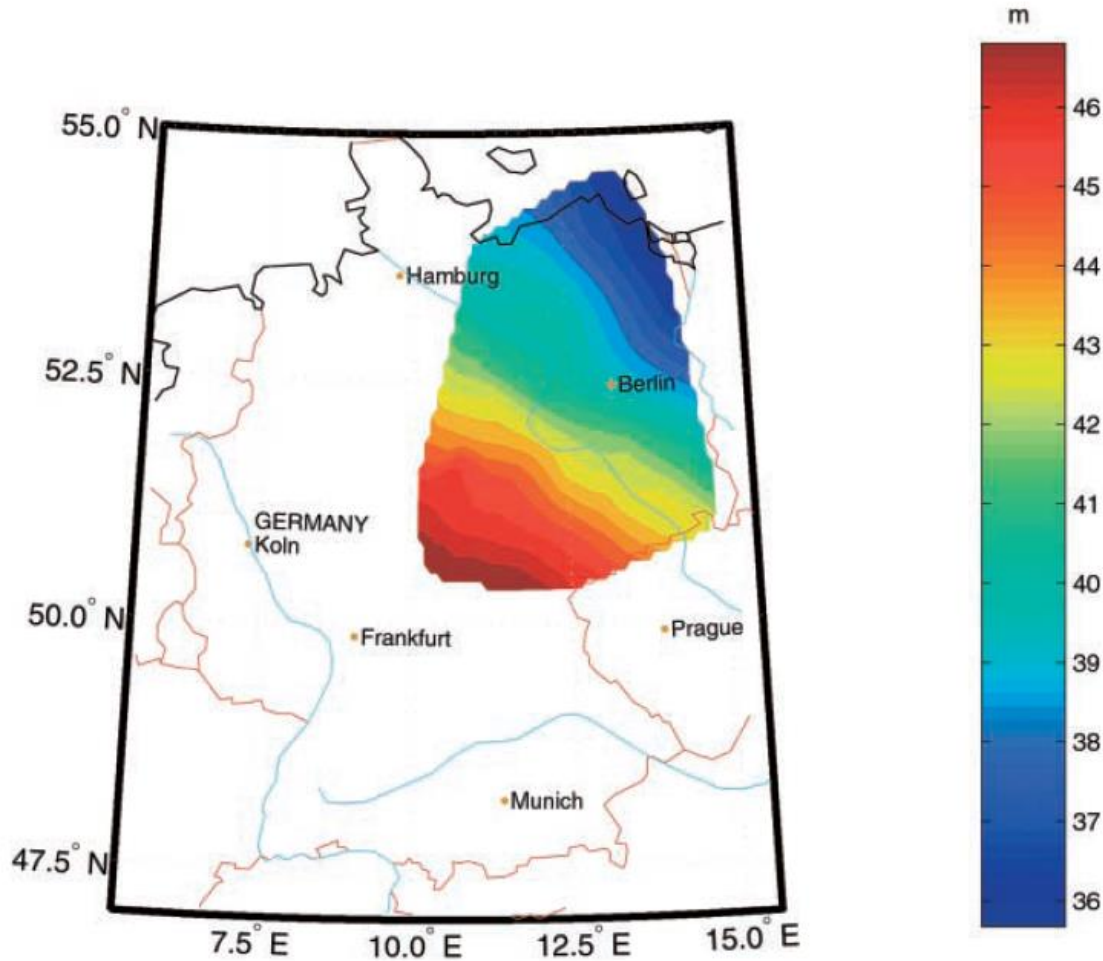 m
55.0° N
46
45
Hamburg
44
52.5° N
Berlin
43
42
GERMANY
Koln
41
40
50.0° N
Frankfurt
Prague
39
38
Munich
37
47.5° N
36
7.5° E
10.0° E
12.5° E
15.0° E